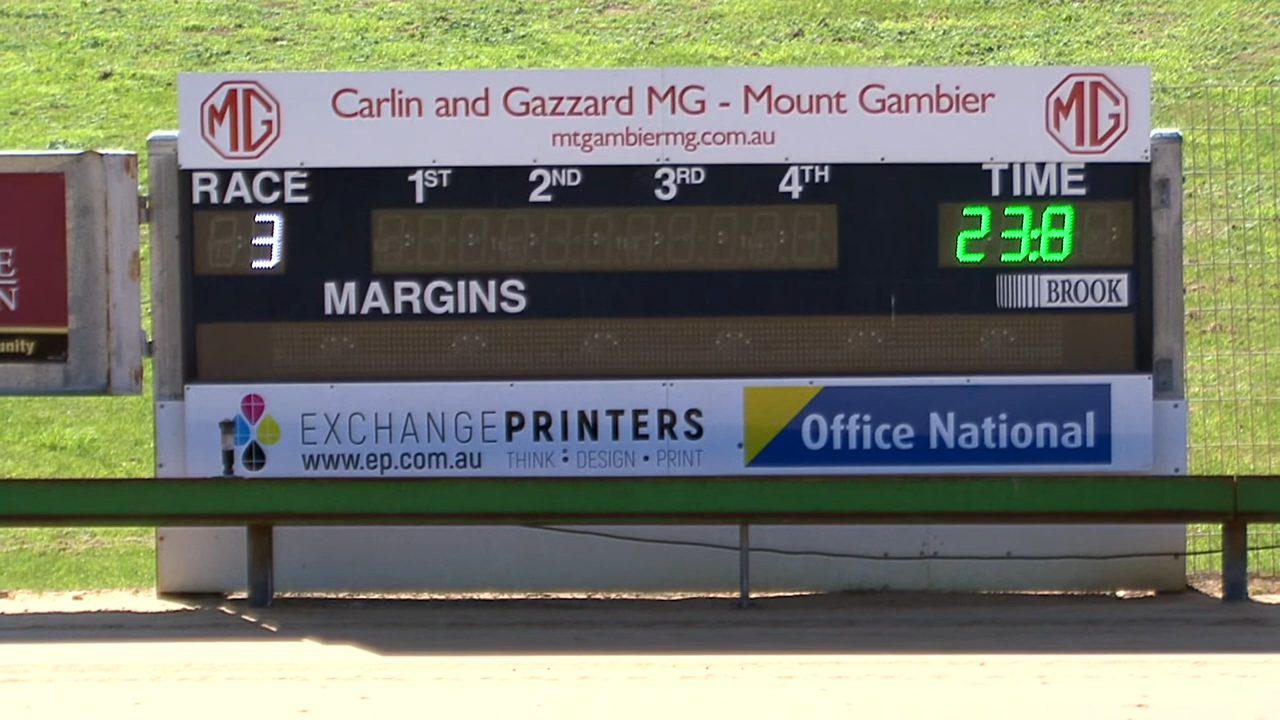 MG Carlin and Gazzard MG - Mount Gambier MG
mtgambiermg.com.au
RACE 1ST 2ND 3RD 4TH TIME
3 23:8
MARGINS BROOK
E
N
unity
EXCHANGEPRINTERS
www.ep.com.au THINK • DESIGN • PRINT
Office National